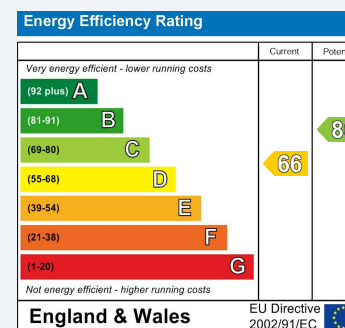 Energy Efficiency Rating
Current
Very energy efficient - lower running costs
(92 plus) A
(81-91) B
(69-80) C
66
(55-68) D
(39-54) E
(21-38) F
(1-20) G
Not energy efficient - higher running costs
England & Wales
EU Directive
2002/91/EC